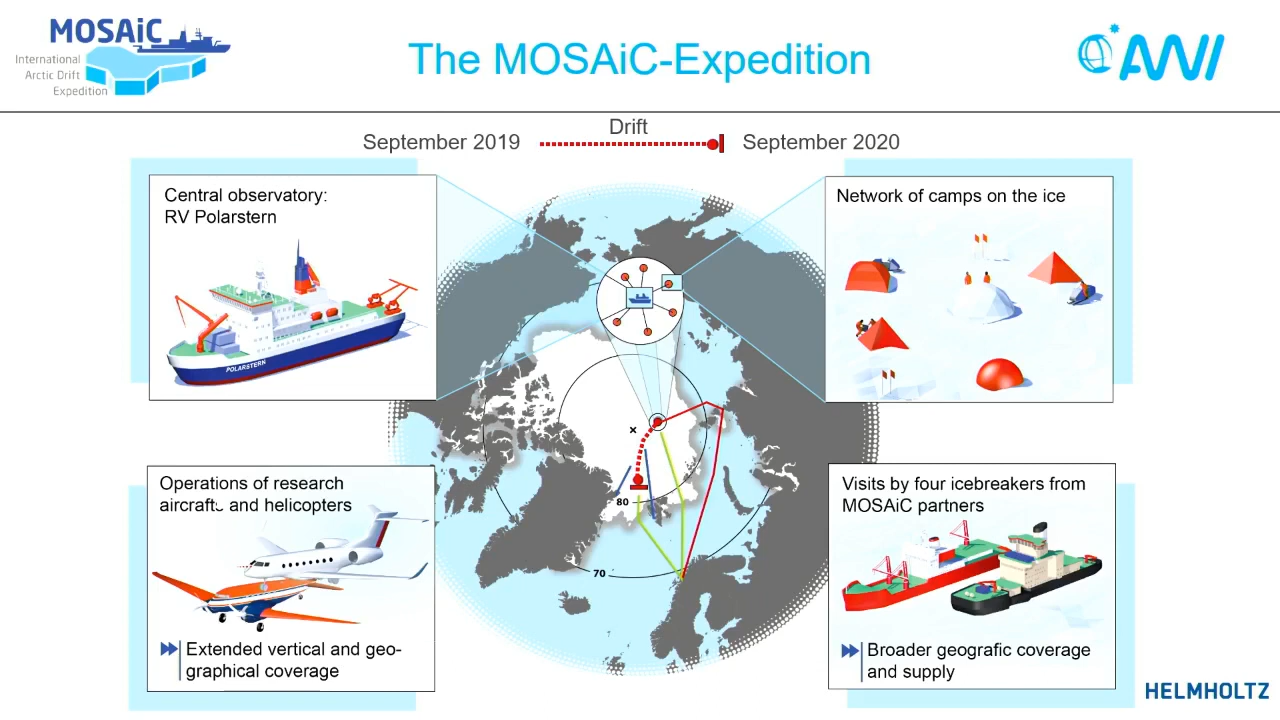 MOSAiC
International
Arctic Drift
Expedition
The MOSAiC-Expedition
AWI
Drift
September 2019
September 2020
Central observatory:
RV Polarstern
POLARSTERN
Network of camps on the ice
80
70
Operations of research
aircrafts and helicopters
Extended vertical and geo-
graphical coverage
Visits by four icebreakers from
MOSAiC partners
Broader geografic coverage
and supply
HELMHOLTZ